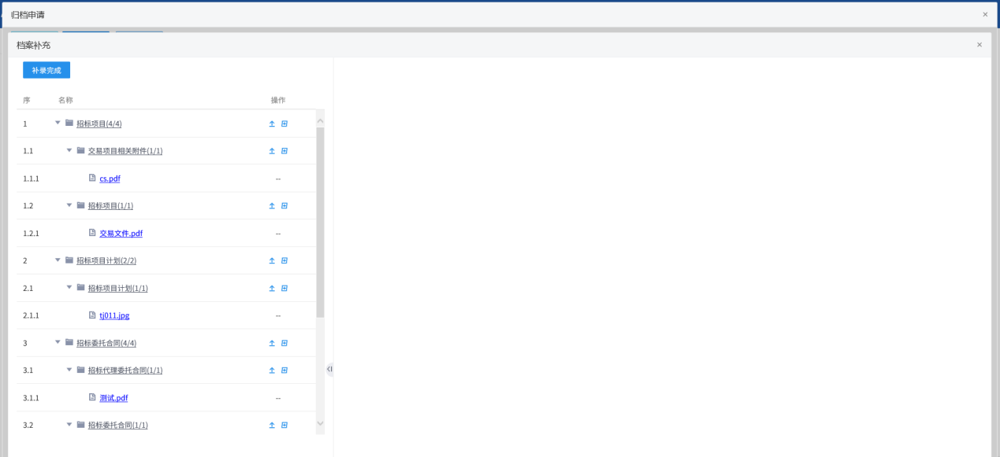 归档申请
档案补充
补录完成
序 名称 操作
1 招标项目(4/4)
1.1 交易项目相关附件(1/1)
1.1.1 cs.pdf --
1.2 招标项目(1/1)
1.2.1 交易文件.pdf --
2 招标项目计划(2/2)
2.1 招标项目计划(1/1)
2.1.1 tj011.jpg --
3 招标委托合同(4/4)
3.1 招标代理委托合同(1/1)
3.1.1 测试.pdf --
3.2 招标委托合同(1/1)